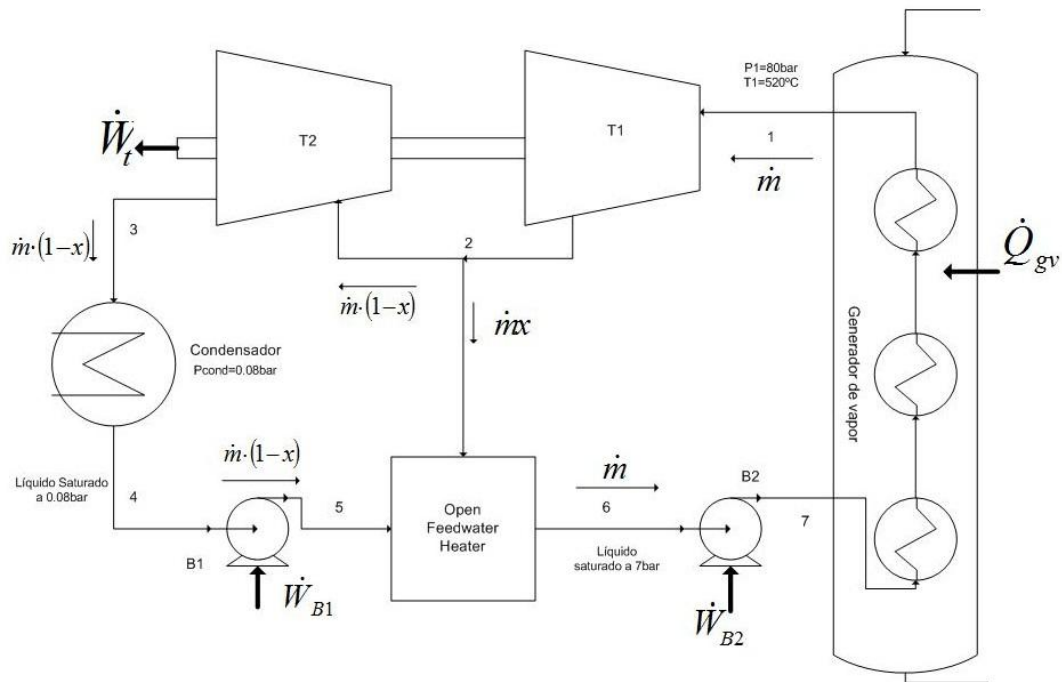 P1=80bar
T1=520ºC
T2
T1
Ẇt
1
ṁ
3
2
ṁ·(1−x)
ṁ·(1−x)
ṁx
Q̇gv
Generador de vapor
Condensador
Pcond=0.08bar
Líquido Saturado
a 0.08bar
4
ṁ·(1−x)
5
B1
ẆB1
Open
Feedwater
Heater
ṁ
6
Líquido
saturado a 7bar
B2
7
ẆB2